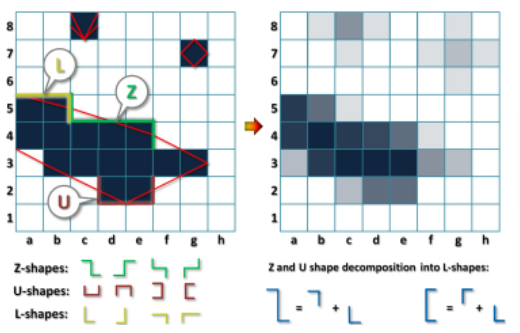 8
7
6
5
4
3
2
1
a b c d e f g h
L
Z
U
8
7
6
5
4
3
2
1
a b c d e f g h
Z-shapes:
U-shapes:
L-shapes:
Z and U shape decomposition into L-shapes:
= +
= +